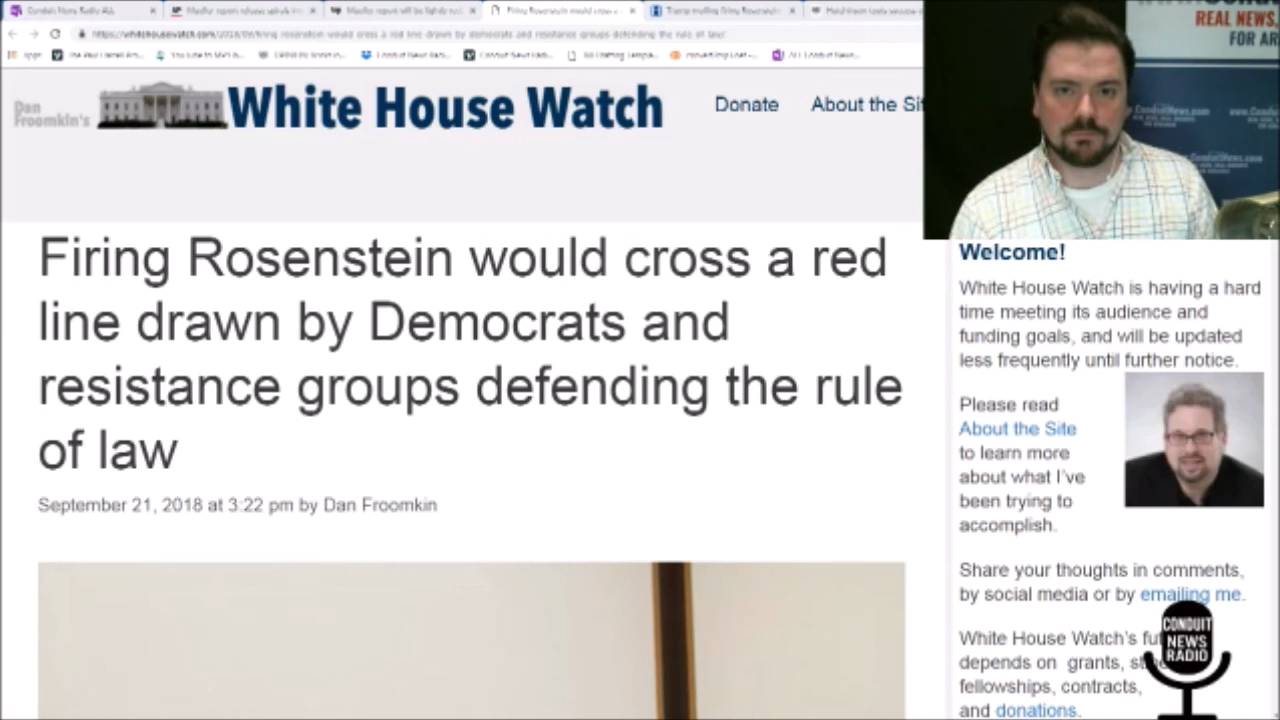 REAL NEWS,
FOR AR
Dan
Froomkin's
White House Watch
Donate
About the Sit
www.ConduitNews.com
Firing Rosenstein would cross a red
line drawn by Democrats and
resistance groups defending the rule
of law
September 21, 2018 at 3:22 pm by Dan Froomkin
Welcome!
White House Watch is having a hard
time meeting its audience and
funding goals, and will be updated
less frequently until further notice.
Please read
About the Site
to learn more
about what I've
been trying to
accomplish.
Share your thoughts in comments,
by social media or by emailing me.
White House Watch's fut
depends on grants, st
fellowships, contracts,
and donations.
CONDUIT
NEWS
RADIO